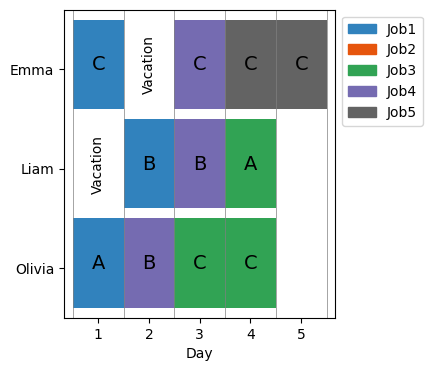 Emma
C
Vacation
C
C
C
Liam
Vacation
B
B
A
Olivia
A
B
C
C
1 2 3 4 5
Day
Job1
Job2
Job3
Job4
Job5